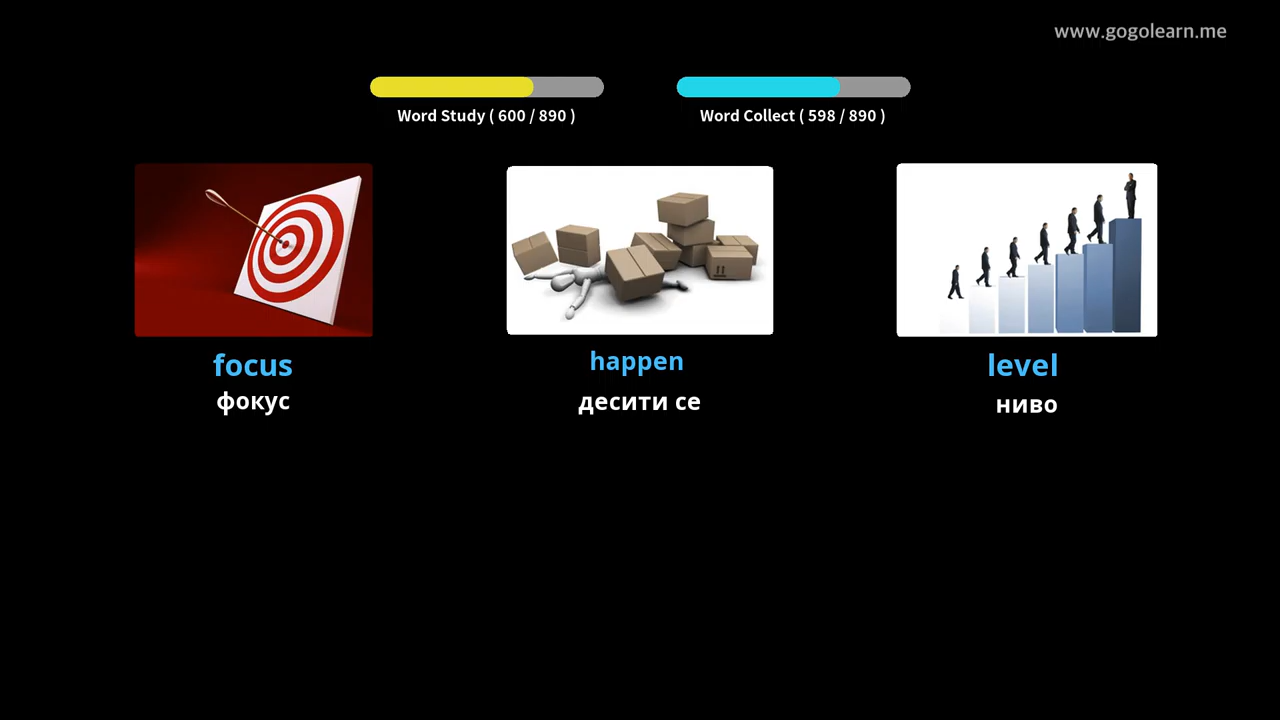 www.gogolearn.me
Word Study ( 600 / 890 )
Word Collect ( 598 / 890 )
focus
фокус
happen
десити се
level
ниво